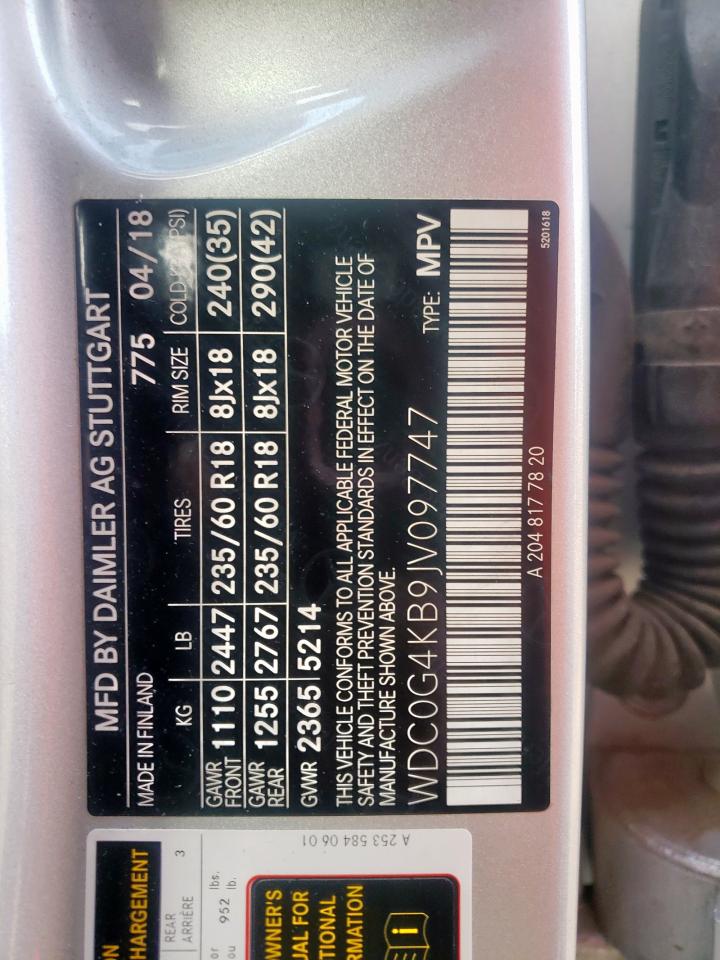 MFD BY DAIMLER AG STUTTGART
MADE IN FINLAND 775 04/18
KG LB TIRES RIM SIZE COLD (PSI)
GAWR FRONT 1110 2447 235/60 R18 8Jx18 240(35)
GAWR REAR 1255 2767 235/60 R18 8Jx18 290(42)
GVWR 2365 5214
THIS VEHICLE CONFORMS TO ALL APPLICABLE FEDERAL MOTOR VEHICLE
SAFETY AND THEFT PREVENTION STANDARDS IN EFFECT ON THE DATE OF
MANUFACTURE SHOWN ABOVE.
WDC0G4KB9JV097747 TYPE: MPV
A 204 817 78 20
5201618
A 253 584 06 01
HARGEMENT
REAR
ARRIÈRE 3
or
ou 952 lbs.
lb.
OWNER'S
UAL FOR
TIONAL
RMATION
i